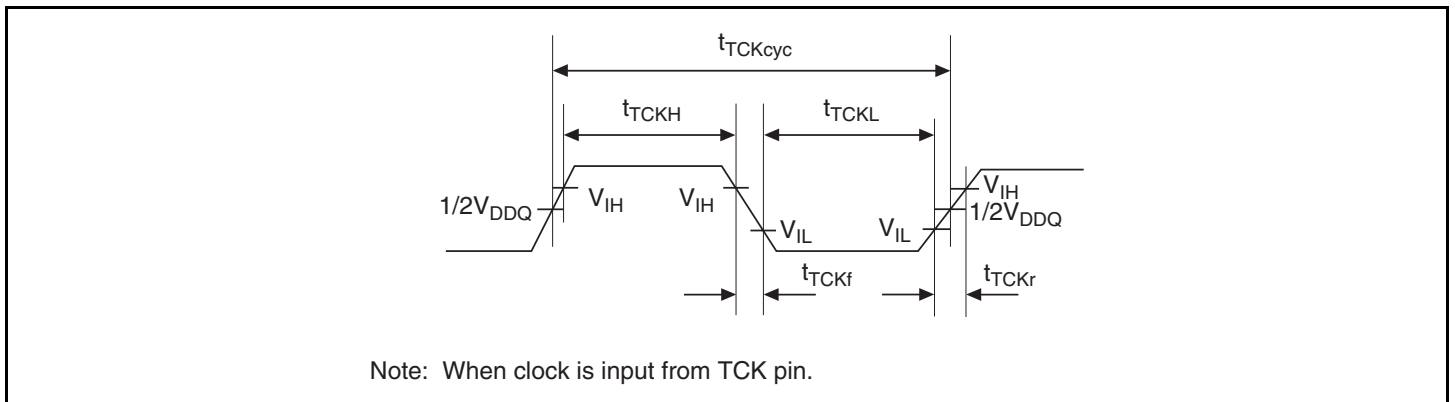 tTCKcyc
tTCKH
tTCKL
1/2VDDQ
VIH
VIH
VIL
VIL
VIH
1/2VDDQ
tTCKf
tTCKr
Note: When clock is input from TCK pin.